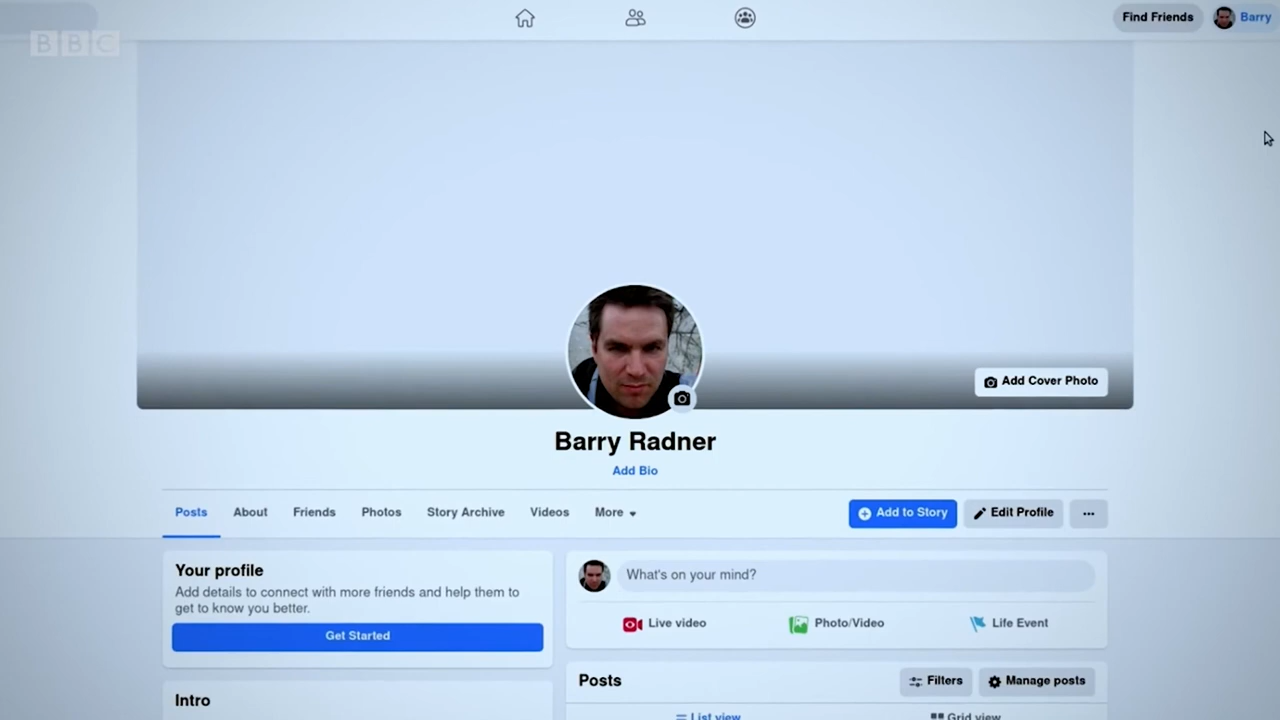 BBC
Find Friends
Barry
Add Cover Photo
Barry Radner
Add Bio
Posts About Friends Photos Story Archive Videos More
Add to Story Edit Profile
Your profile
Add details to connect with more friends and help them to
get to know you better.
Get Started
Intro
What's on your mind?
Live video Photo/Video Life Event
Posts Filters Manage posts
List view Grid view